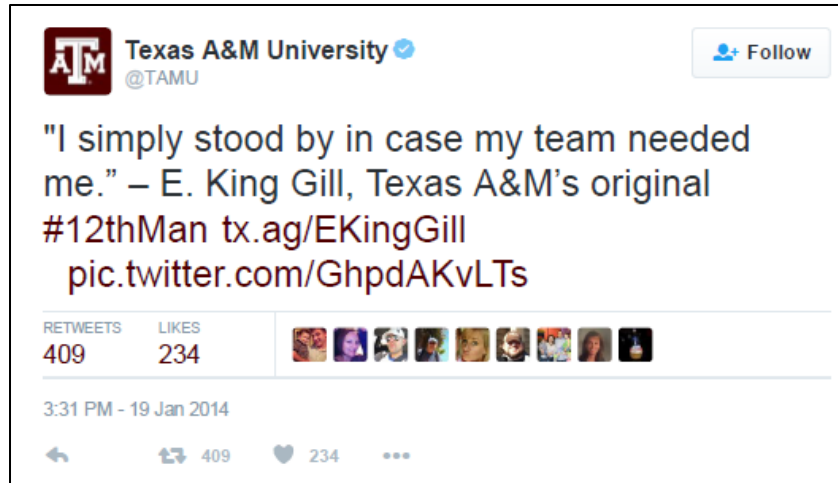 ATM
Texas A&M University
@TAMU
Follow
"I simply stood by in case my team needed
me.” – E. King Gill, Texas A&M’s original
#12thMan tx.ag/EKingGill
pic.twitter.com/GhpdAKvLTs
RETWEETS LIKES
409 234
3:31 PM - 19 Jan 2014
409 234